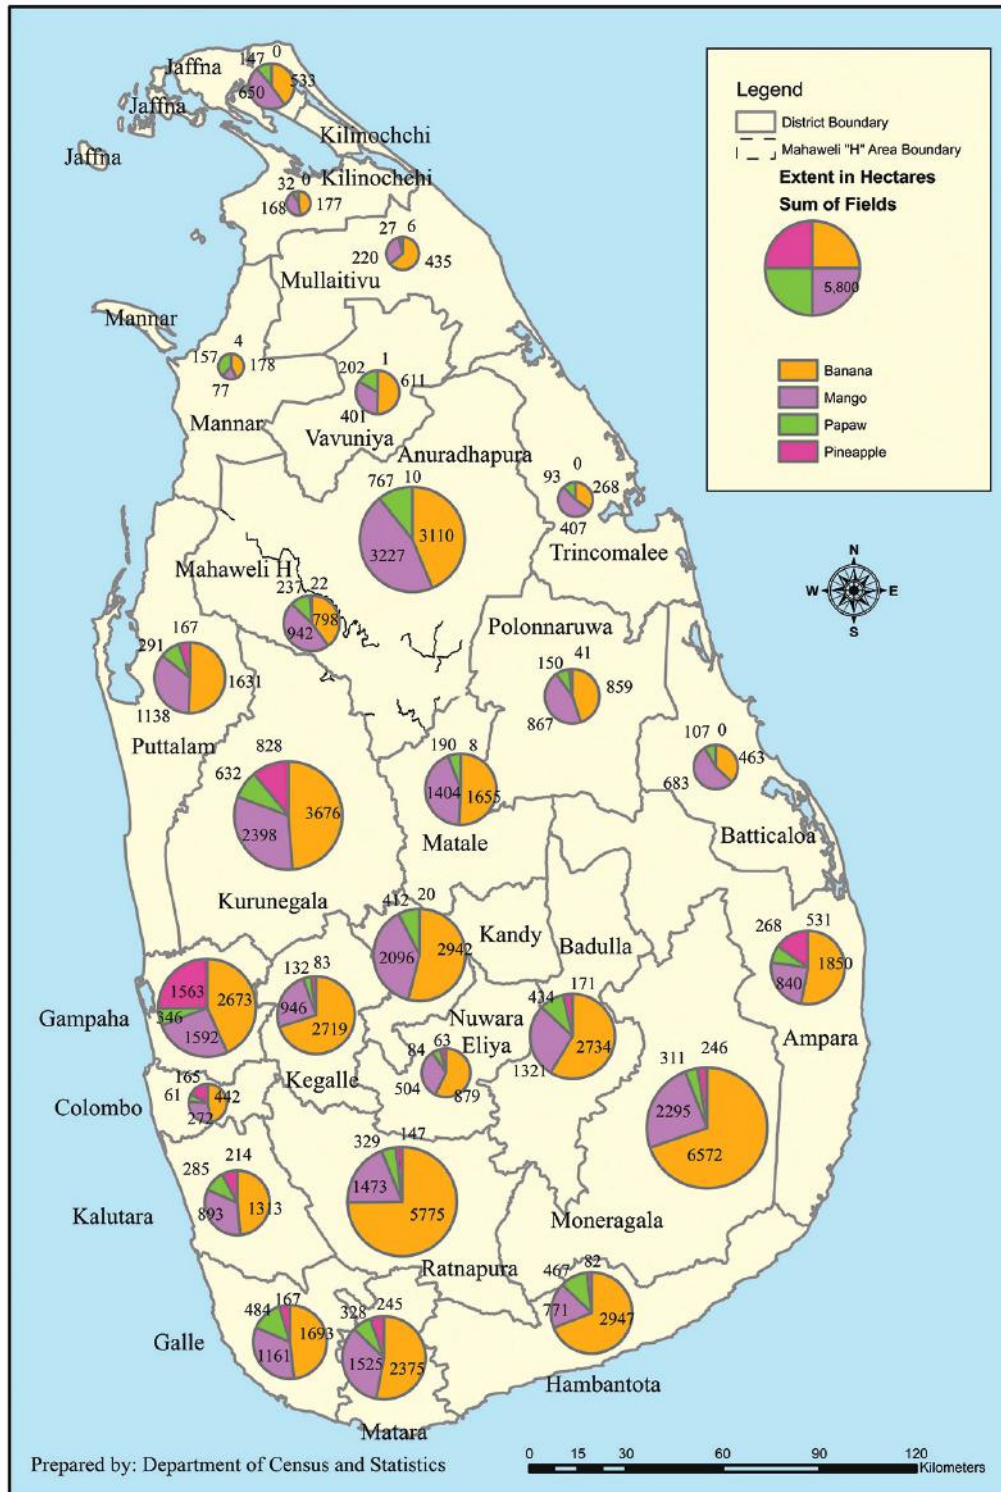 Jaffna
147 0
533
650
Jaffna
Jaffna
Kilinochchi
Kilinochchi
32 0
168 177
27 6
220 435
Mullaitivu
Mannar
4
157 178
77
Mannar
1
202 611
401
Vavuniya
Anuradhapura
767 10
3110
3227
93 0
268
407
Trincomalee
Mahaweli H
237 22
798
942
Polonnaruwa
150 41
859
867
167
291
1631
1138
Puttalam
107 0
463
683
Batticaloa
828
632
3676
2398
Kurunegala
190 8
1404 1655
Matale
412 20
2942
2096
Kandy
Badulla
268 531
1850
840
Ampara
1563 2673
346
1592
Gampaha
132 83
946
2719
Kegalle
Nuwara
Eliya
84 63
504 879
434 171
2734
1321
165
61 442
272
Colombo
311 246
2295
6572
Moneragala
285 214
893 1313
Kalutara
329 147
1473
5775
Ratnapura
467 82
771 2947
Hambantota
484 167
1693
1161
Galle
328 245
1525 2375
Matara
Legend
District Boundary
Mahaweli "H" Area Boundary
Extent in Hectares
Sum of Fields
5,800
Banana
Mango
Papaw
Pineapple
N
W E
S
Prepared by: Department of Census and Statistics
0 15 30 60 90 120
Kilometers